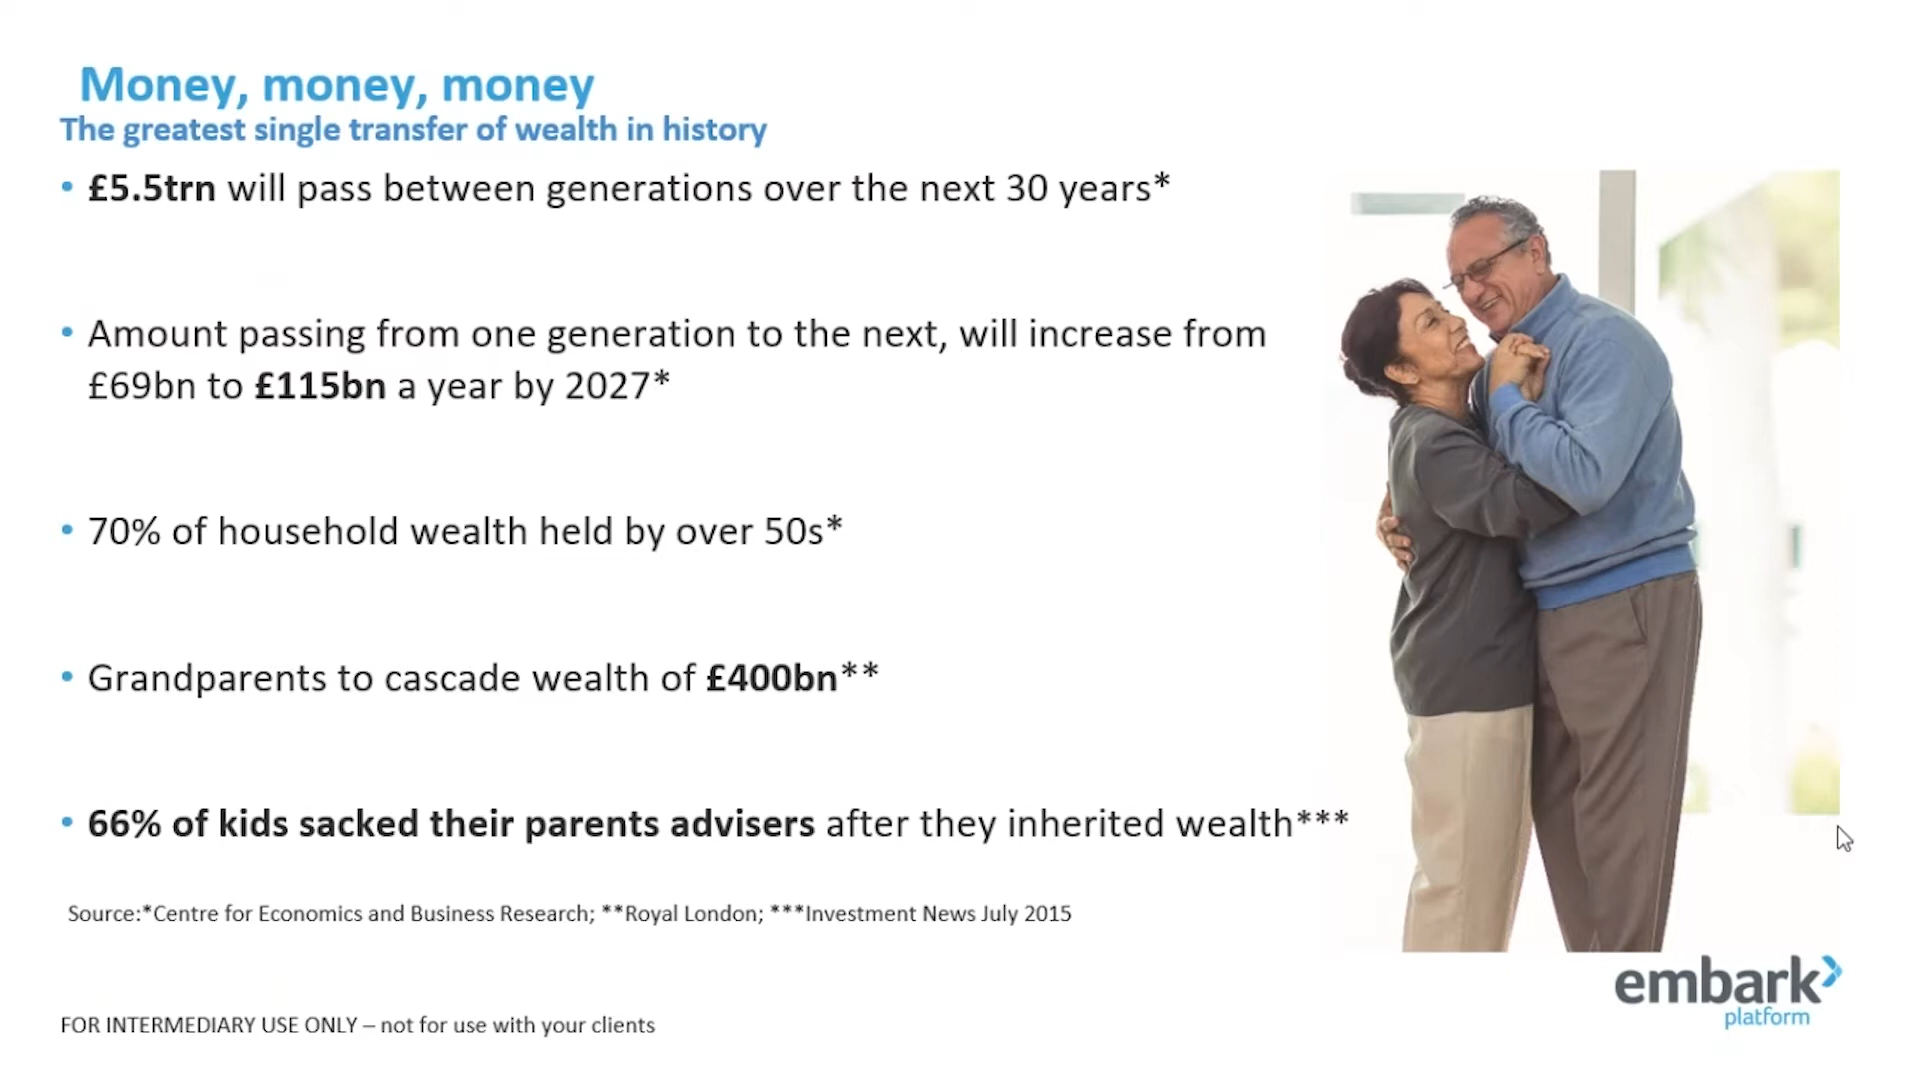 Money, money, money
The greatest single transfer of wealth in history
• £5.5trn will pass between generations over the next 30 years*
• Amount passing from one generation to the next, will increase from
£69bn to £115bn a year by 2027*
• 70% of household wealth held by over 50s*
• Grandparents to cascade wealth of £400bn**
• 66% of kids sacked their parents advisers after they inherited wealth***
Source:*Centre for Economics and Business Research; **Royal London; ***Investment News July 2015
embark
platform
FOR INTERMEDIARY USE ONLY – not for use with your clients